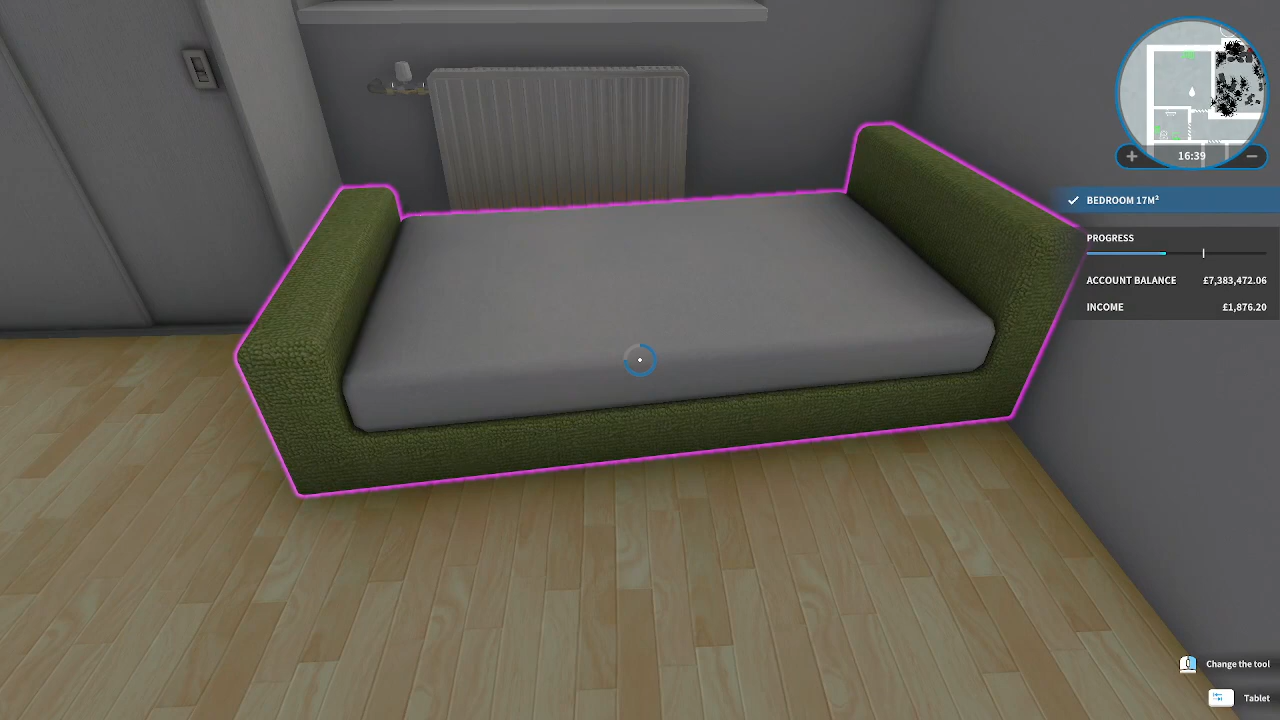 16:39
BEDROOM 17M²
PROGRESS
ACCOUNT BALANCE £7,383,472.06
INCOME £1,876.20
Change the tool
Tablet